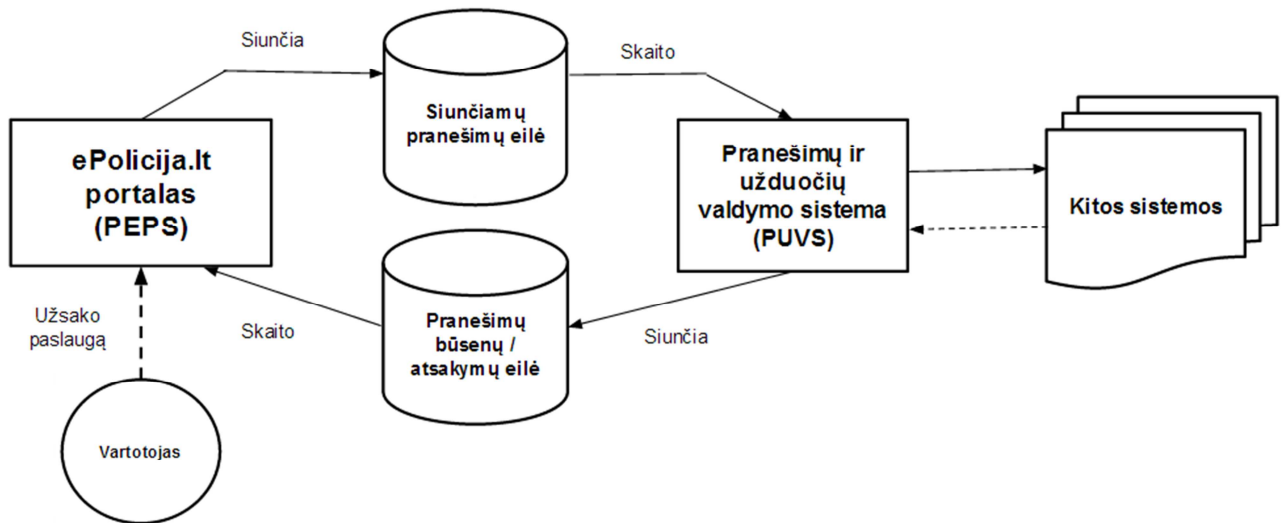 Siunčia
Siunčiamų
pranešimų eilė
Skaito
ePolicija.lt
portalas
(PEPS)
Pranešimų ir
užduočių
valdymo sistema
(PUVS)
Kitos sistemos
Užsako
paslaugą
Skaito
Pranešimų
būsenų /
atsakymų eilė
Siunčia
Vartotojas